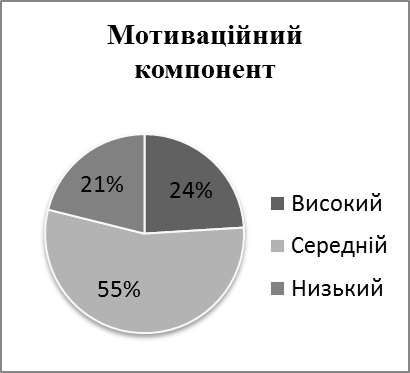 Мотиваційний
компонент
21%
24%
55%
Високий
Середній
Низький